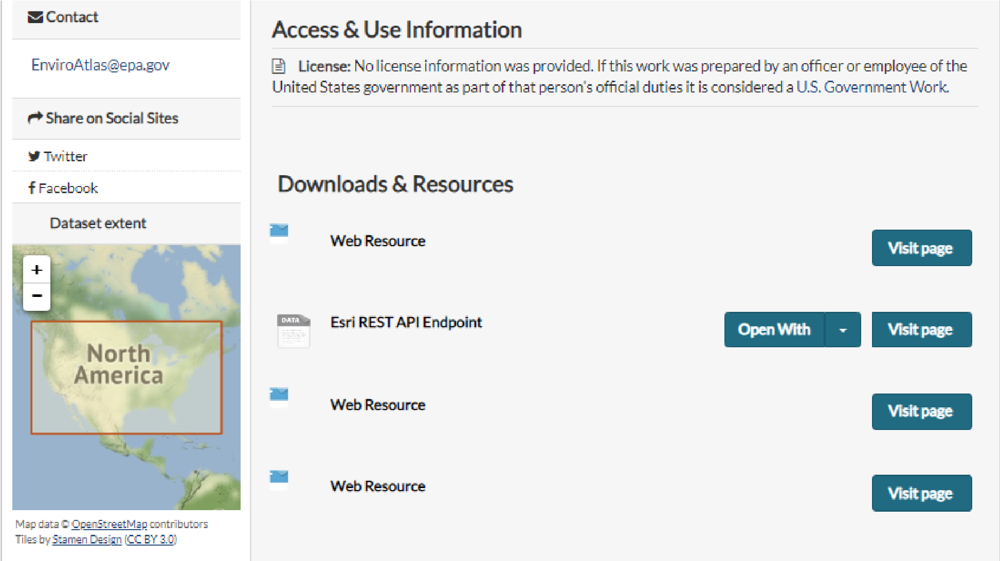 Contact
EnviroAtlas@epa.gov
Share on Social Sites
Twitter
Facebook
Dataset extent
+
-
North
America
Map data © OpenStreetMap contributors
Tiles by Stamen Design (CC BY 3.0)
Access & Use Information
License: No license information was provided. If this work was prepared by an officer or employee of the
United States government as part of that person's official duties it is considered a U.S. Government Work.
Downloads & Resources
Web Resource
Visit page
DATA
Esri REST API Endpoint
Open With
Visit page
Web Resource
Visit page
Web Resource
Visit page